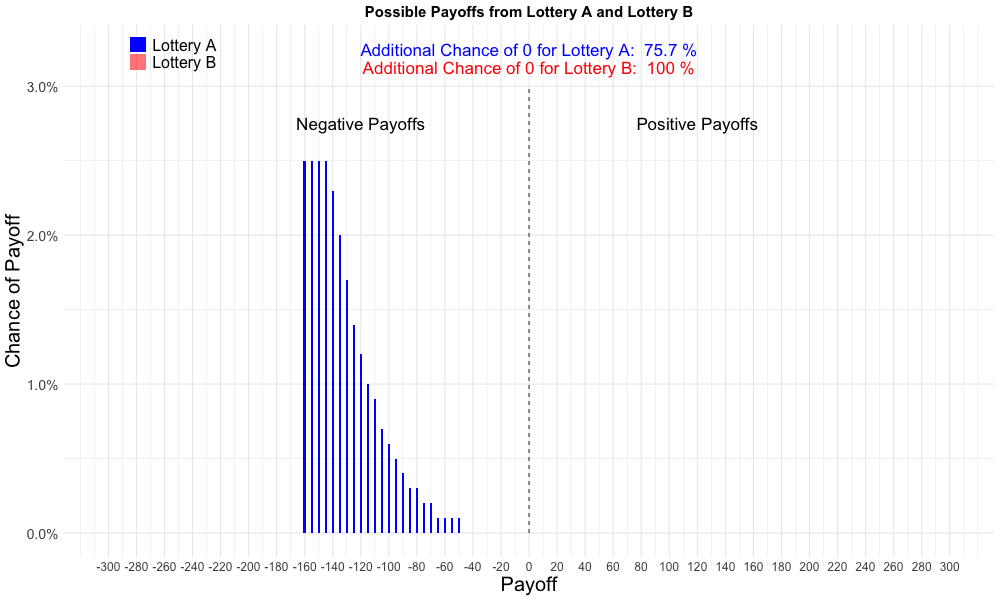 Possible Payoffs from Lottery A and Lottery B
Lottery A
Lottery B
Additional Chance of 0 for Lottery A: 75.7 %
Additional Chance of 0 for Lottery B: 100 %
Negative Payoffs
Positive Payoffs
Chance of Payoff
3.0%
2.0%
1.0%
0.0%
-300 -280 -260 -240 -220 -200 -180 -160 -140 -120 -100 -80 -60 -40 -20 0 20 40 60 80 100 120 140 160 180 200 220 240 260 280 300
Payoff